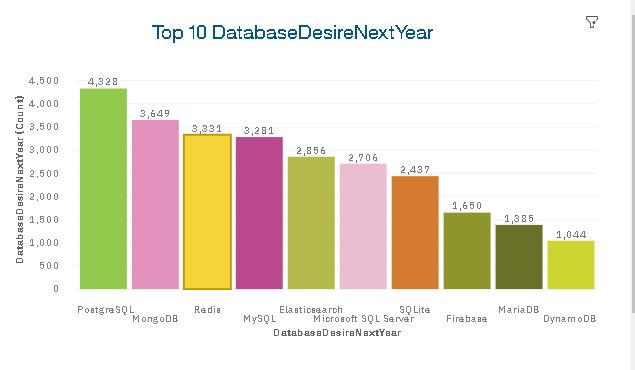 Top 10 DatabaseDesireNextYear
DatabaseDesireNextYear (Count)
4,500
4,000
3,500
3,000
2,500
2,000
1,500
1,000
500
0
4,328
3,649
3,331
3,281
2,856
2,706
2,437
1,650
1,385
1,044
PostgreSQL
MongoDB
Redis
MySQL
Elasticsearch
Microsoft SQL Server
SQLite
Firebase
MariaDB
DynamoDB
DatabaseDesireNextYear